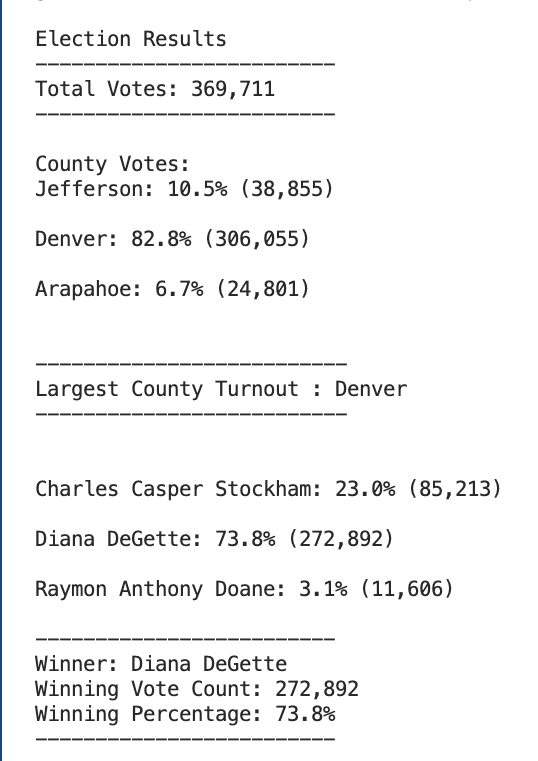 Election Results
-------------------------
Total Votes: 369,711
-------------------------
County Votes:
Jefferson: 10.5% (38,855)
Denver: 82.8% (306,055)
Arapahoe: 6.7% (24,801)
--------------------------
Largest County Turnout : Denver
--------------------------
Charles Casper Stockham: 23.0% (85,213)
Diana DeGette: 73.8% (272,892)
Raymon Anthony Doane: 3.1% (11,606)
-------------------------
Winner: Diana DeGette
Winning Vote Count: 272,892
Winning Percentage: 73.8%
-------------------------